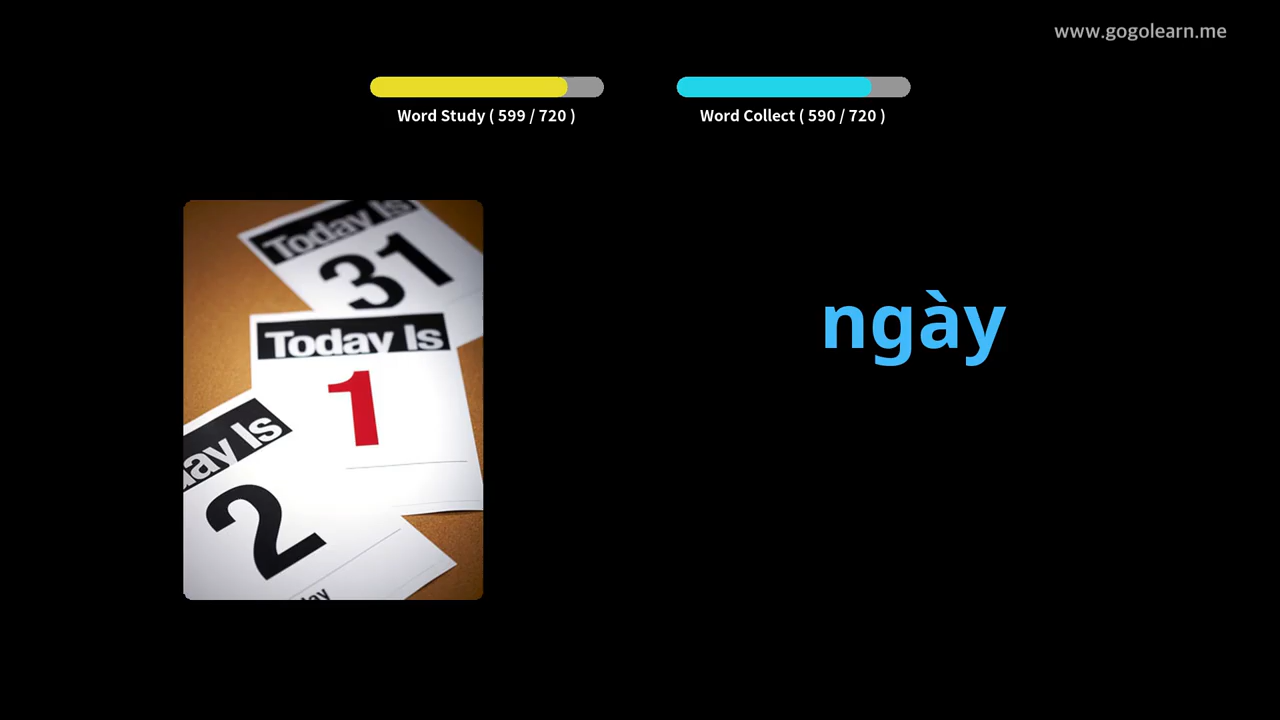 www.gogolearn.me
Word Study ( 599 / 720 )
Word Collect ( 590 / 720 )
Today Is
31
Today Is
1
ay Is
2
ngày